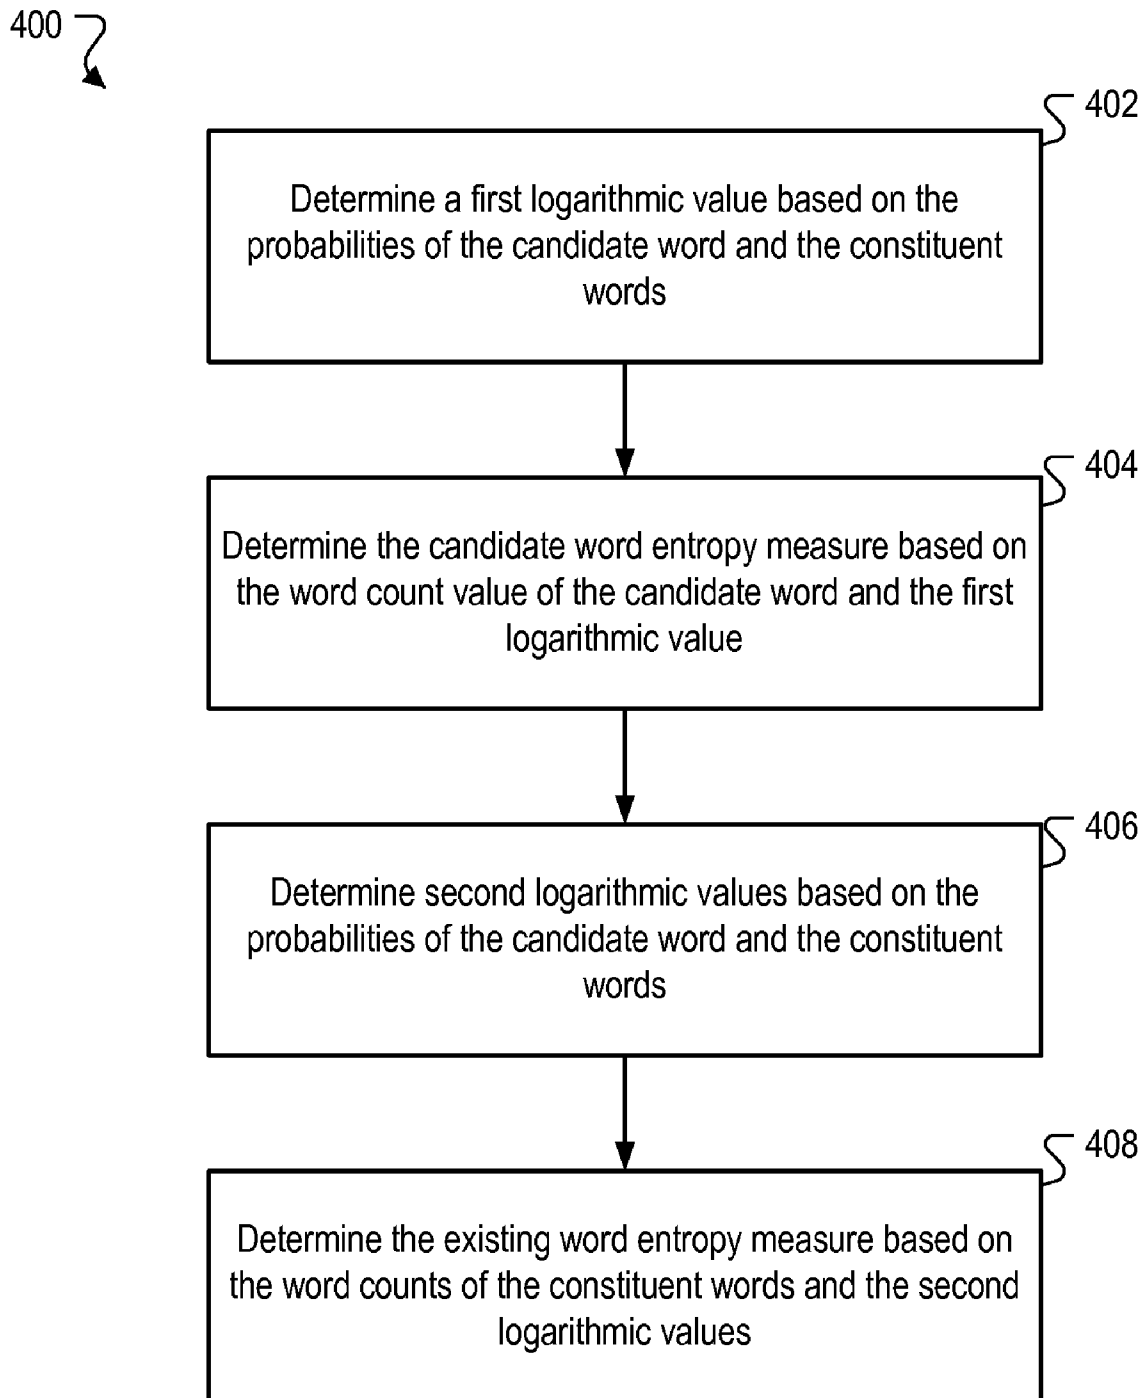 400
402
Determine a first logarithmic value based on the
probabilities of the candidate word and the constituent
words
404
Determine the candidate word entropy measure based on
the word count value of the candidate word and the first
logarithmic value
406
Determine second logarithmic values based on the
probabilities of the candidate word and the constituent
words
408
Determine the existing word entropy measure based on
the word counts of the constituent words and the second
logarithmic values